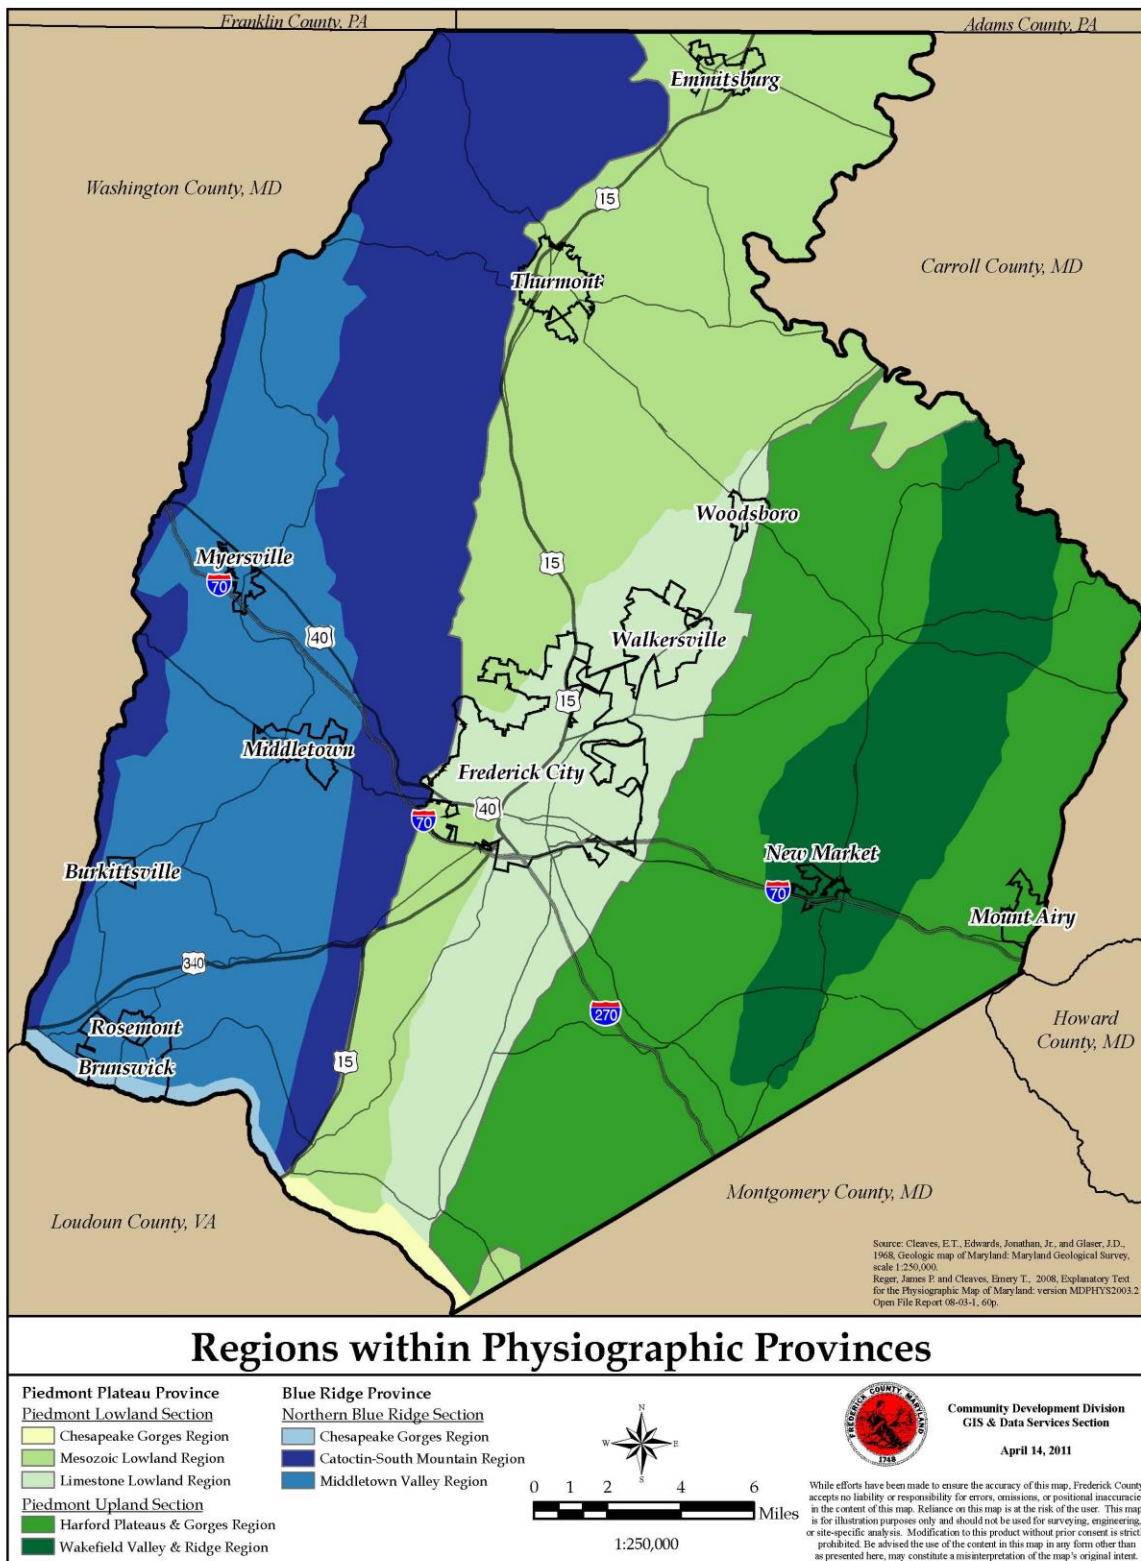 Franklin County, PA
Adams County, PA
Emmitsburg
Washington County, MD
15
Carroll County, MD
Thurmont
Woodsboro
Myersville
70
15
40
Walkersville
15
Middletown
Frederick City
40
70
New Market
Burkittsville
70
Mount Airy
340
270
Rosemont
Howard
County, MD
Brunswick
15
Montgomery County, MD
Loudoun County, VA
Source: Cleaves, E.T., Edwards, Jonathan, Jr., and Glaser, J.D.,
1968, Geologic map of Maryland: Maryland Geological Survey,
scale 1:250,000.
Reger, James P. and Cleaves, Emery T., 2008, Explanatory Text
for the Physiographic Map of Maryland: version MDPHYS2003.2
Open File Report 08-03-1, 60p.
Regions within Physiographic Provinces
Piedmont Plateau Province
Piedmont Lowland Section
Chesapeake Gorges Region
Mesozoic Lowland Region
Limestone Lowland Region
Piedmont Upland Section
Harford Plateaus & Gorges Region
Wakefield Valley & Ridge Region
Blue Ridge Province
Northern Blue Ridge Section
Chesapeake Gorges Region
Catoctin-South Mountain Region
Middletown Valley Region
N
W E
S
0 1 2 4 6
Miles
1:250,000
FREDERICK COUNTY, MARYLAND
1748
Community Development Division
GIS & Data Services Section
April 14, 2011
While efforts have been made to ensure the accuracy of this map, Frederick County
accepts no liability or responsibility for errors, omissions, or positional inaccuracie
in the content of this map. Reliance on this map is at the risk of the user. This map
is for illustration purposes only and should not be used for surveying, engineering,
or site-specific analysis. Modification to this product without prior consent is strictl
prohibited. Be advised the use of the content in this map in any form other than
as presented here, may constitute a misinterpretation of the map's original intent.